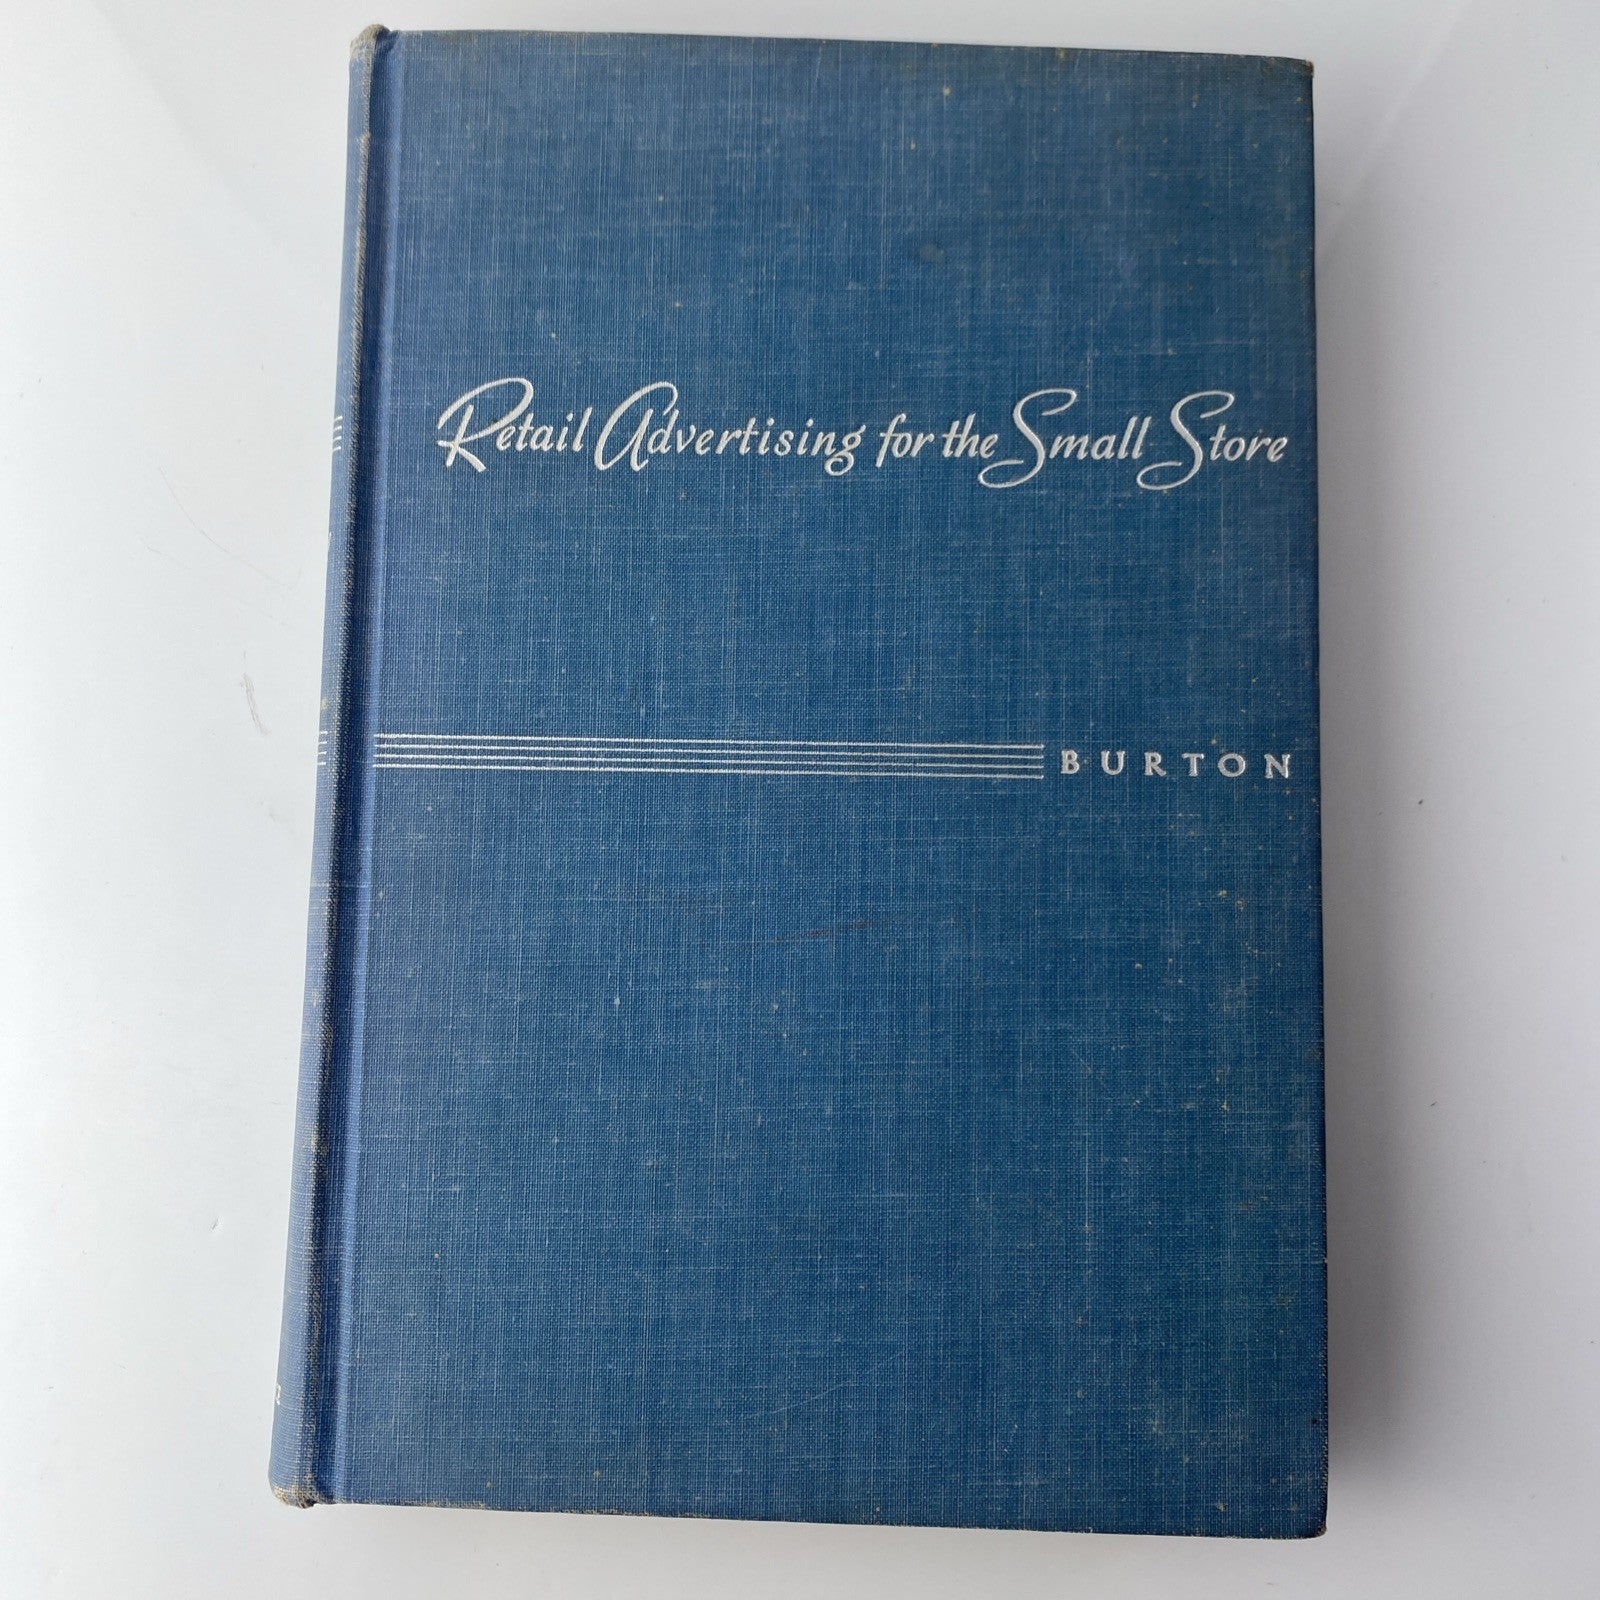 Retail Advertising for the Small Store
BURTON